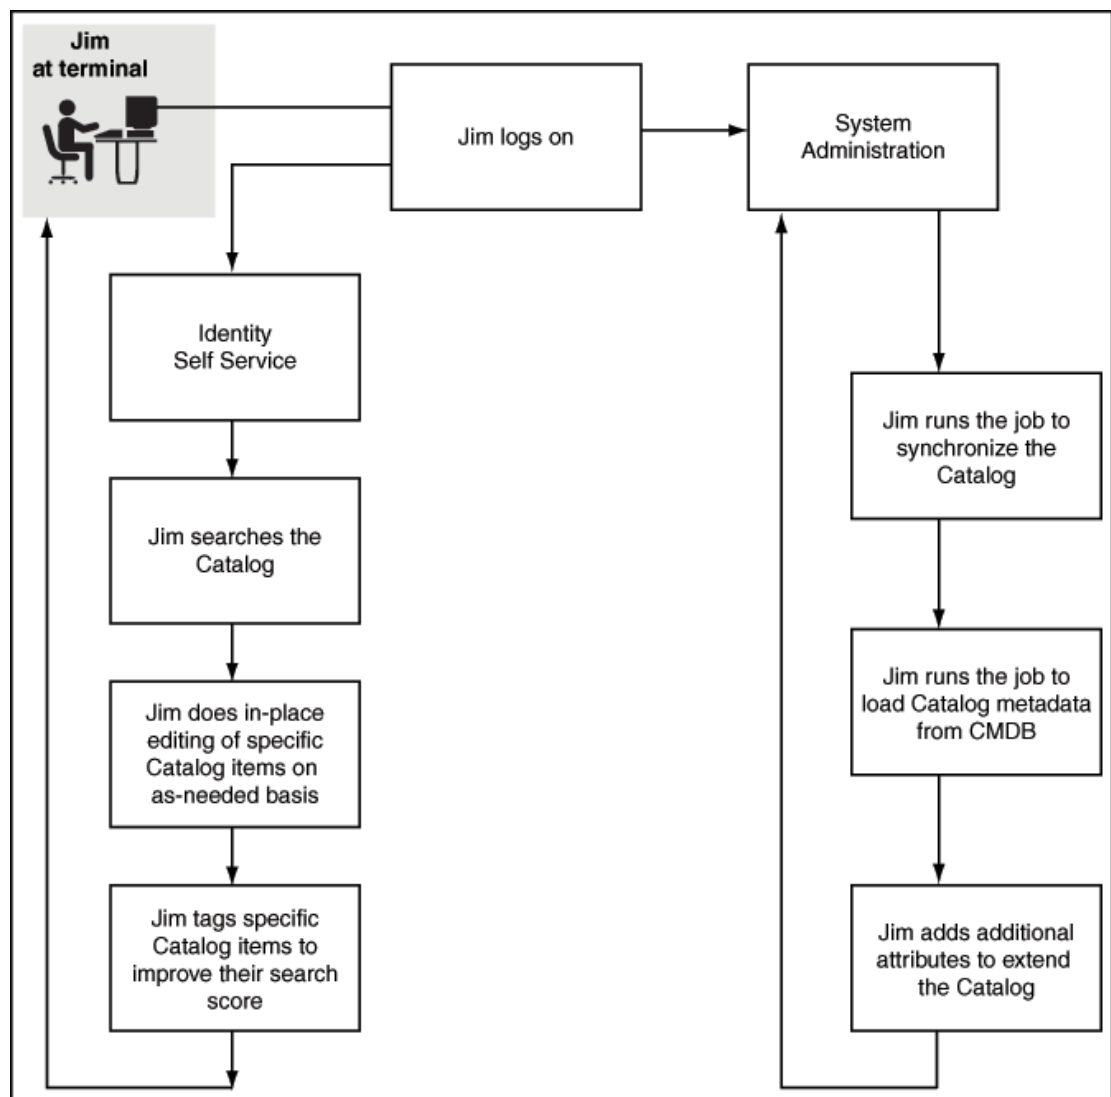 Jim
at terminal
Jim logs on
System
Administration
Identity
Self Service
Jim searches the
Catalog
Jim does in-place
editing of specific
Catalog items on
as-needed basis
Jim tags specific
Catalog items to
improve their search
score
Jim runs the job to
synchronize the
Catalog
Jim runs the job to
load Catalog metadata
from CMDB
Jim adds additional
attributes to extend
the Catalog